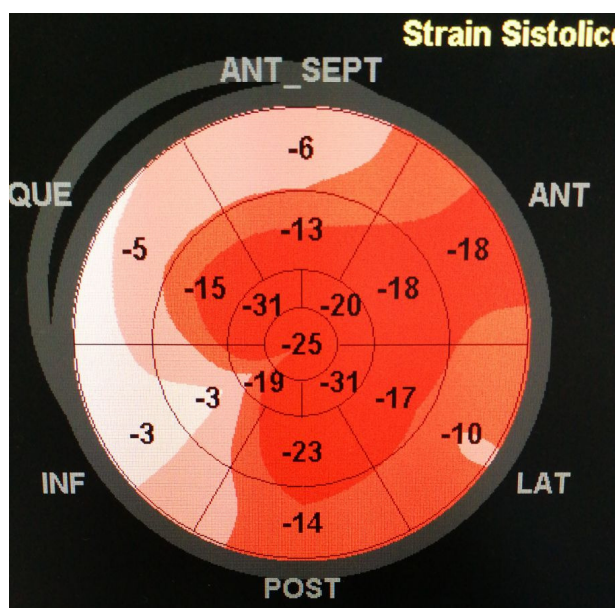 Strain Sistolico
ANT_SEPT
-6
QUE
ANT
-5
-13
-18
-15
-18
-31
-20
-25
-19
-31
-3
-17
-3
-10
-23
INF
LAT
-14
POST